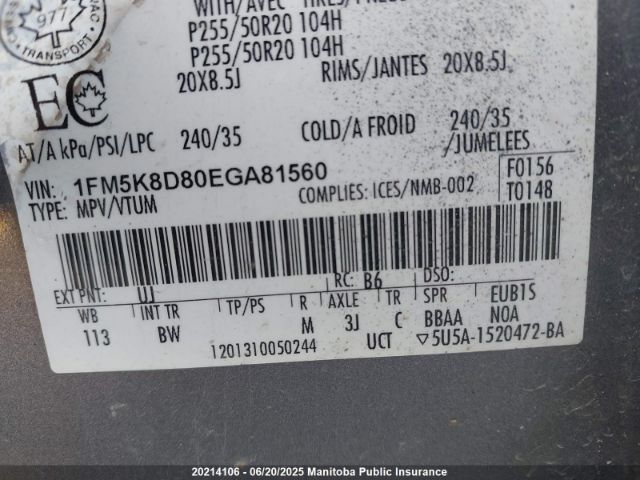 WITH/AVEC TIRES/PNEUS
P255/50R20 104H
P255/50R20 104H
20X8.5J RIMS/JANTES 20X8.5J
977
TRANSPORT
EC
AT/A kPa/PSI/LPC 240/35 COLD/A FROID 240/35
/JUMELEES
VIN: 1FM5K8D80EGA81560 COMPLIES: ICES/NMB-002 F0156
TYPE: MPV/VTUM T0148
EXT PNT: UJ RC: B6 DSO:
WB INT TR TP/PS R AXLE TR SPR EUB1S
113 BW M 3J C BBAA NOA
1201310050244 UCT ▽5U5A-1520472-BA
20214106 - 06/20/2025 Manitoba Public Insurance